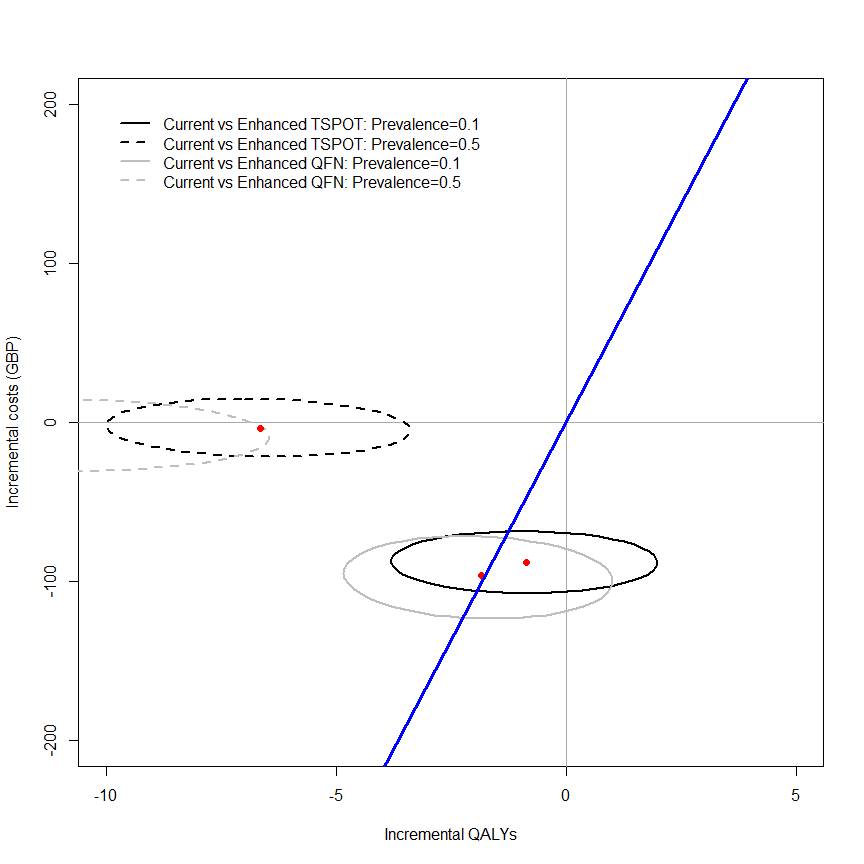 Current vs Enhanced TSPOT: Prevalence=0.1
Current vs Enhanced TSPOT: Prevalence=0.5
Current vs Enhanced QFN: Prevalence=0.1
Current vs Enhanced QFN: Prevalence=0.5
200
100
0
-100
-200
Incremental costs (GBP)
-10
-5
0
5
Incremental QALYs